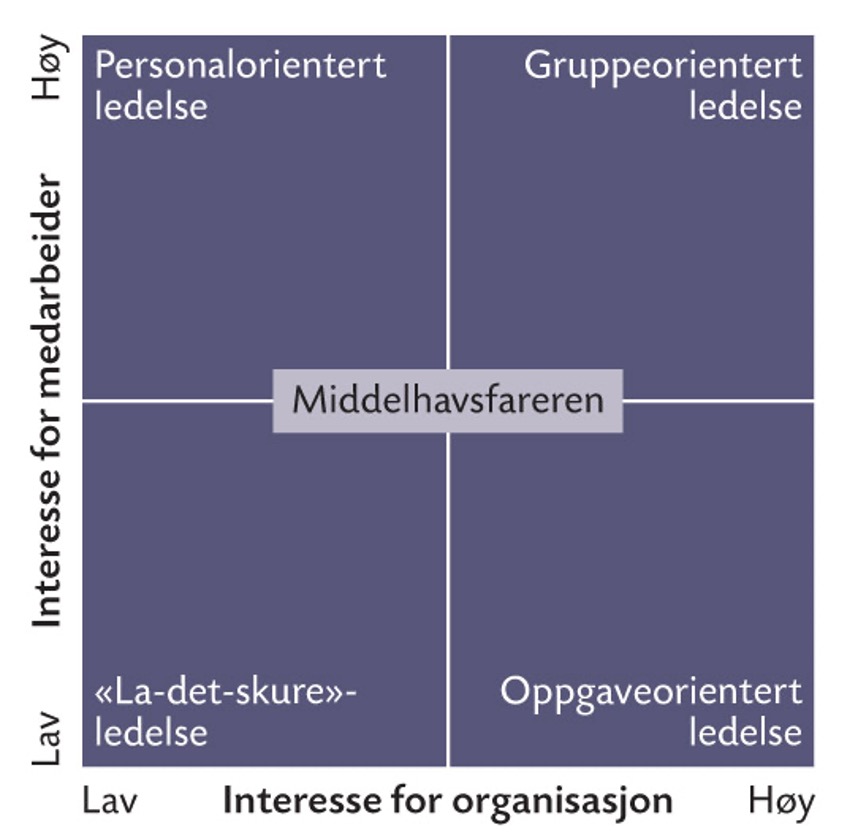 Høy
Personalorientert
ledelse
Gruppeorientert
ledelse
Interesse for medarbeider
Middelhavsfareren
«La-det-skure»-
ledelse
Oppgaveorientert
ledelse
Lav
Lav
Interesse for organisasjon
Høy